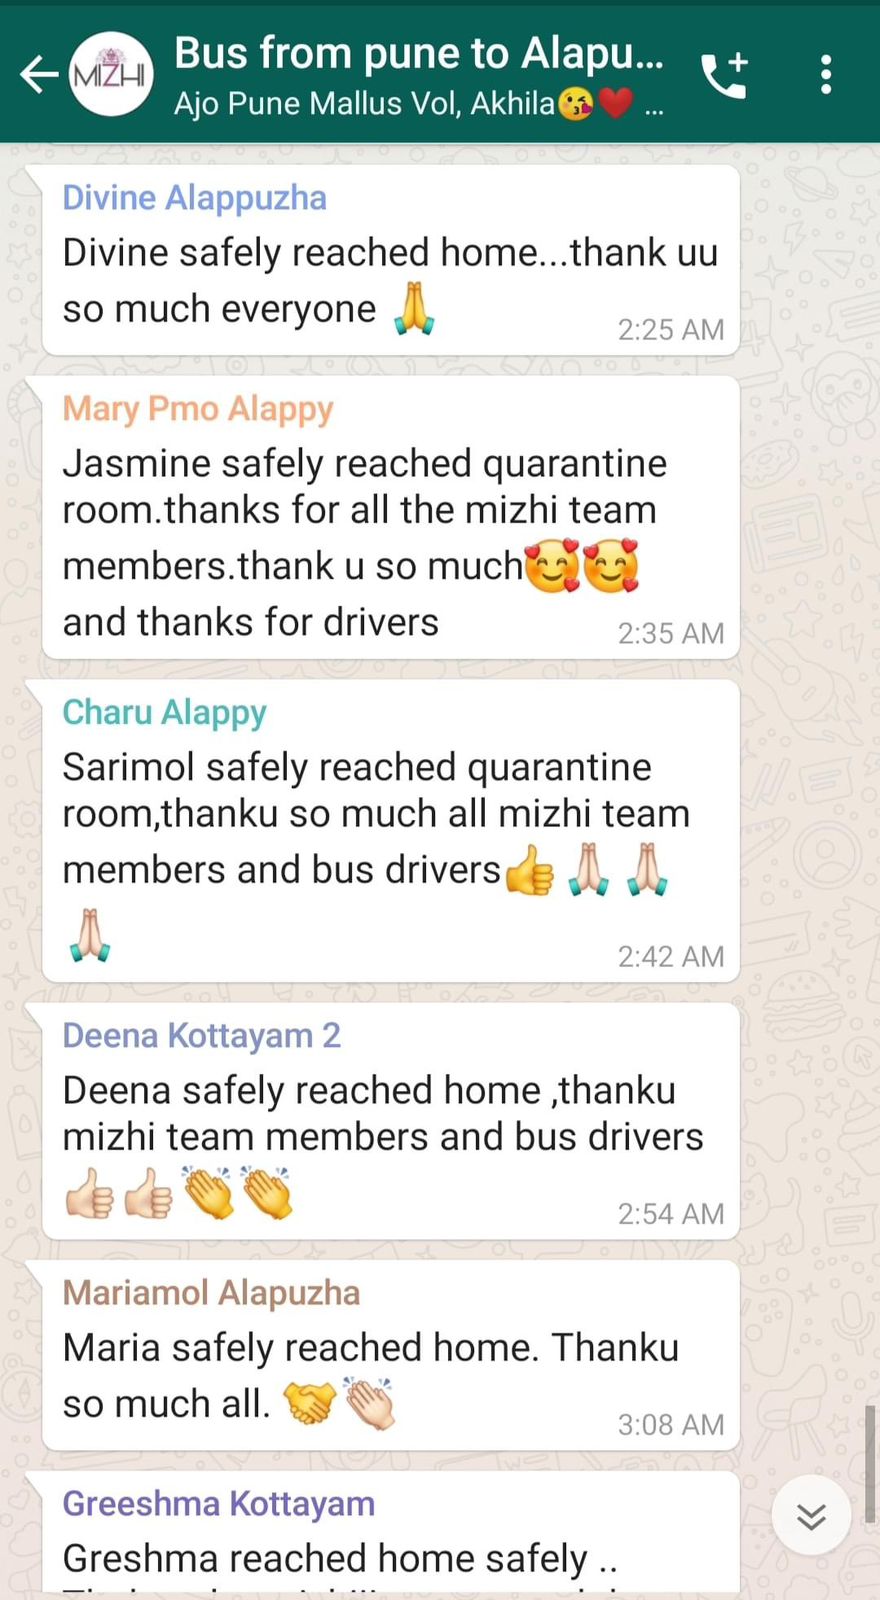 MIZHI
Bus from pune to Alapu...
Ajo Pune Mallus Vol, Akhila😘❤️ ...
Divine Alappuzha
Divine safely reached home...thank uu
so much everyone 🙏
2:25 AM
Mary Pmo Alappy
Jasmine safely reached quarantine
room.thanks for all the mizhi team
members.thank u so much🥰🥰
and thanks for drivers
2:35 AM
Charu Alappy
Sarimol safely reached quarantine
room,thanku so much all mizhi team
members and bus drivers👍🙏🏻🙏🏻
🙏🏻
2:42 AM
Deena Kottayam 2
Deena safely reached home ,thanku
mizhi team members and bus drivers
👍🏻👍🏻👏👏
2:54 AM
Mariamol Alapuzha
Maria safely reached home. Thanku
so much all. 🤝👏🏻
3:08 AM
Greeshma Kottayam
Greshma reached home safely ..